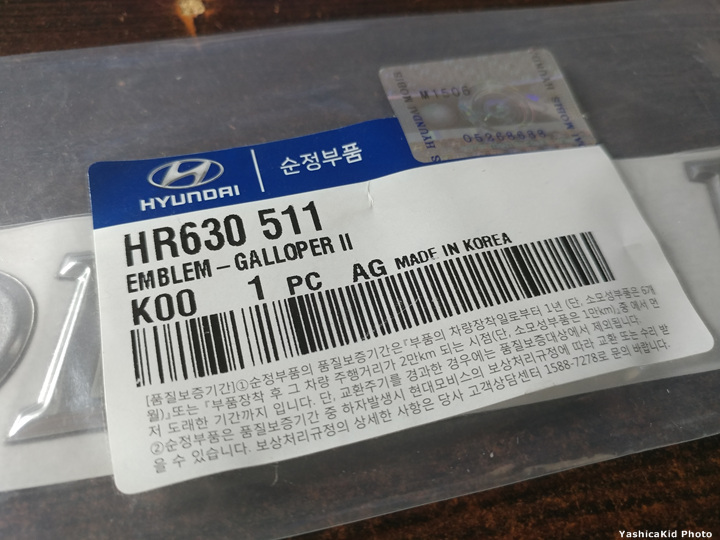 M1506
05268688
HYUNDAI
순정부품
HR630 511
EMBLEM-GALLOPER II
K00 1 PC AG MADE IN KOREA
[품질보증기간]①순정부품의 품질보증기간은『부품의 차량장착일로부터 1년 (단, 소모성부품은 6개
월)』또는『부품장착 후 그 차량 주행거리가 2만km 되는 시점(단, 소모성부품은 1만km)』중에서 먼
저 도래한 기간까지 입니다. 단, 교환주기를 경과한 경우에는 품질보증대상에서 제외됩니다.
②순정부품은 품질보증기간 중 하자발생시 현대모비스의 보상처리규정에 따라 교환 또는 수리 받
을 수 있습니다. 보상처리규정의 상세한 사항은 당사 고객상담센터 1588-7278로 문의 바랍니다.
YashicaKid Photo